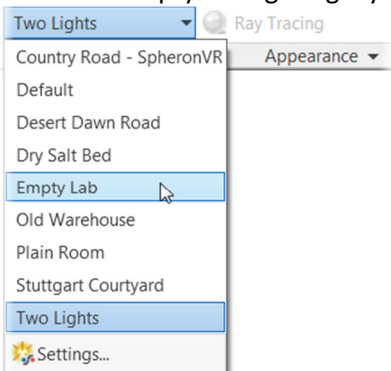 Two Lights
Ray Tracing
Appearance
Country Road - SpheronVR
Default
Desert Dawn Road
Dry Salt Bed
Empty Lab
Old Warehouse
Plain Room
Stuttgart Courtyard
Two Lights
Settings...